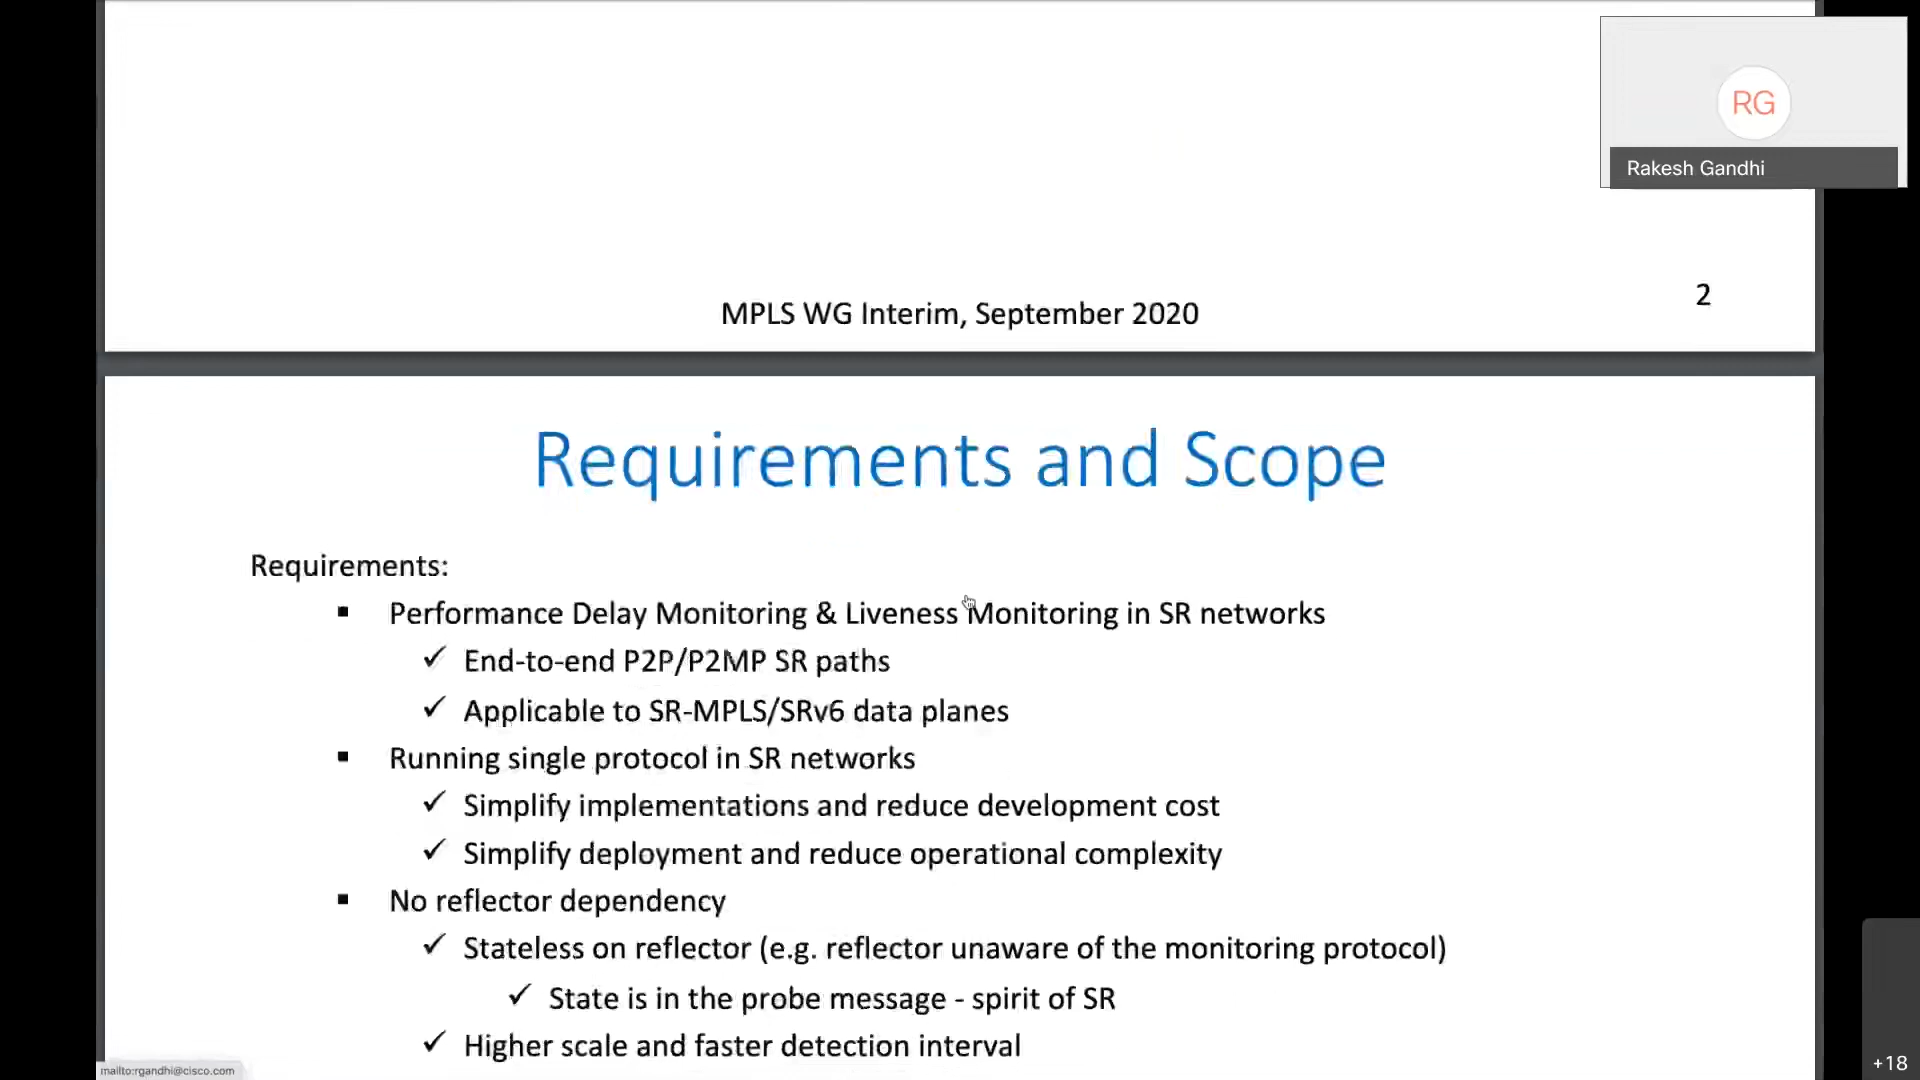 RG
Rakesh Gandhi
2
MPLS WG Interim, September 2020
Requirements and Scope
Requirements:
▪ Performance Delay Monitoring & Liveness Monitoring in SR networks
✓ End-to-end P2P/P2MP SR paths
✓ Applicable to SR-MPLS/SRv6 data planes
▪ Running single protocol in SR networks
✓ Simplify implementations and reduce development cost
✓ Simplify deployment and reduce operational complexity
▪ No reflector dependency
✓ Stateless on reflector (e.g. reflector unaware of the monitoring protocol)
✓ State is in the probe message - spirit of SR
✓ Higher scale and faster detection interval
mailto:rgandhi@cisco.com
+18